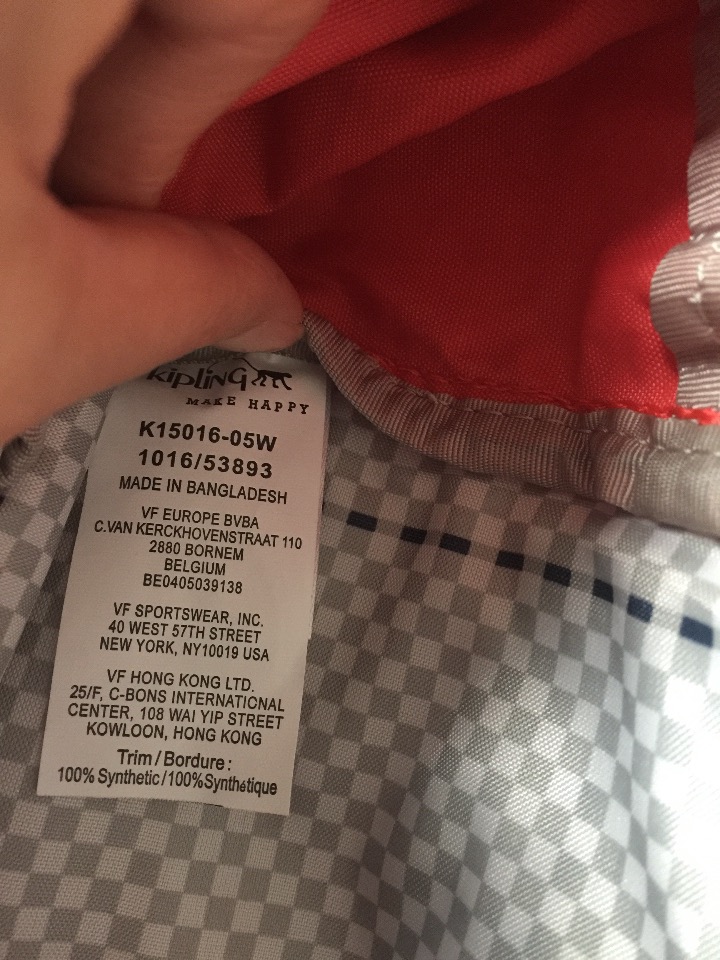 kipling
MAKE HAPPY
K15016-05W
1016/53893
MADE IN BANGLADESH
VF EUROPE BVBA
C.VAN KERCKHOVENSTRAAT 110
2880 BORNEM
BELGIUM
BE0405039138
VF SPORTSWEAR, INC.
40 WEST 57TH STREET
NEW YORK, NY10019 USA
VF HONG KONG LTD.
25/F, C-BONS INTERNATIONAL
CENTER, 108 WAI YIP STREET
KOWLOON, HONG KONG
Trim/Bordure:
100% Synthetic/100%Synthétique